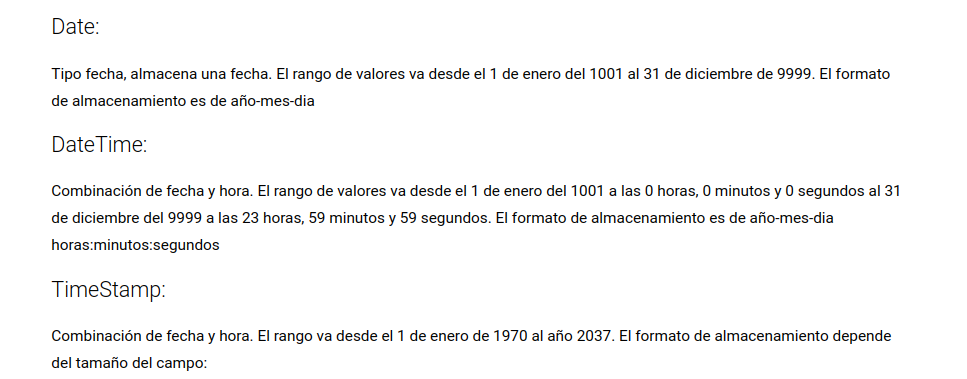 Date:
Tipo fecha, almacena una fecha. El rango de valores va desde el 1 de enero del 1001 al 31 de diciembre de 9999. El formato
de almacenamiento es de año-mes-dia
DateTime:
Combinación de fecha y hora. El rango de valores va desde el 1 de enero del 1001 a las 0 horas, 0 minutos y 0 segundos al 31
de diciembre del 9999 a las 23 horas, 59 minutos y 59 segundos. El formato de almacenamiento es de año-mes-dia
horas:minutos:segundos
TimeStamp:
Combinación de fecha y hora. El rango va desde el 1 de enero de 1970 al año 2037. El formato de almacenamiento depende
del tamaño del campo: